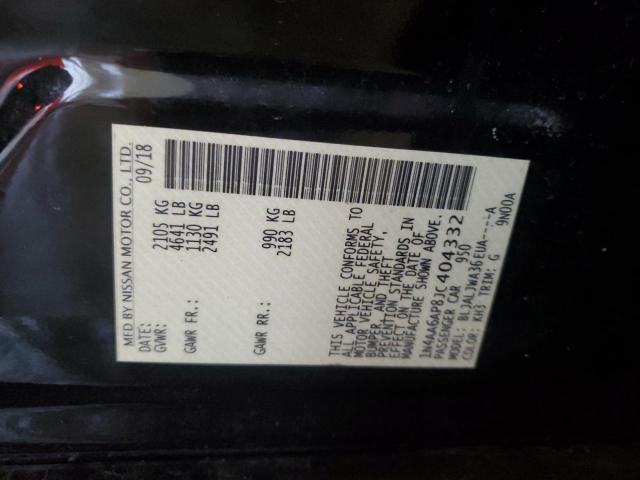 MFD BY NISSAN MOTOR CO., LTD.
DATE: 09/18
GVWR: 2105 KG
4641 LB
GAWR FR.: 1130 KG
2491 LB
GAWR RR.: 990 KG
2183 LB
THIS VEHICLE CONFORMS TO
ALL APPLICABLE FEDERAL
MOTOR VEHICLE SAFETY,
BUMPER, AND THEFT
PREVENTION STANDARDS IN
EFFECT ON THE DATE OF
MANUFACTURE SHOWN ABOVE.
1N4AA6AP8JC404332
PASSENGER CAR 950
MODEL: BLJALJWA36EUA----A
COLOR: KH3 TRIM: G 9N00A